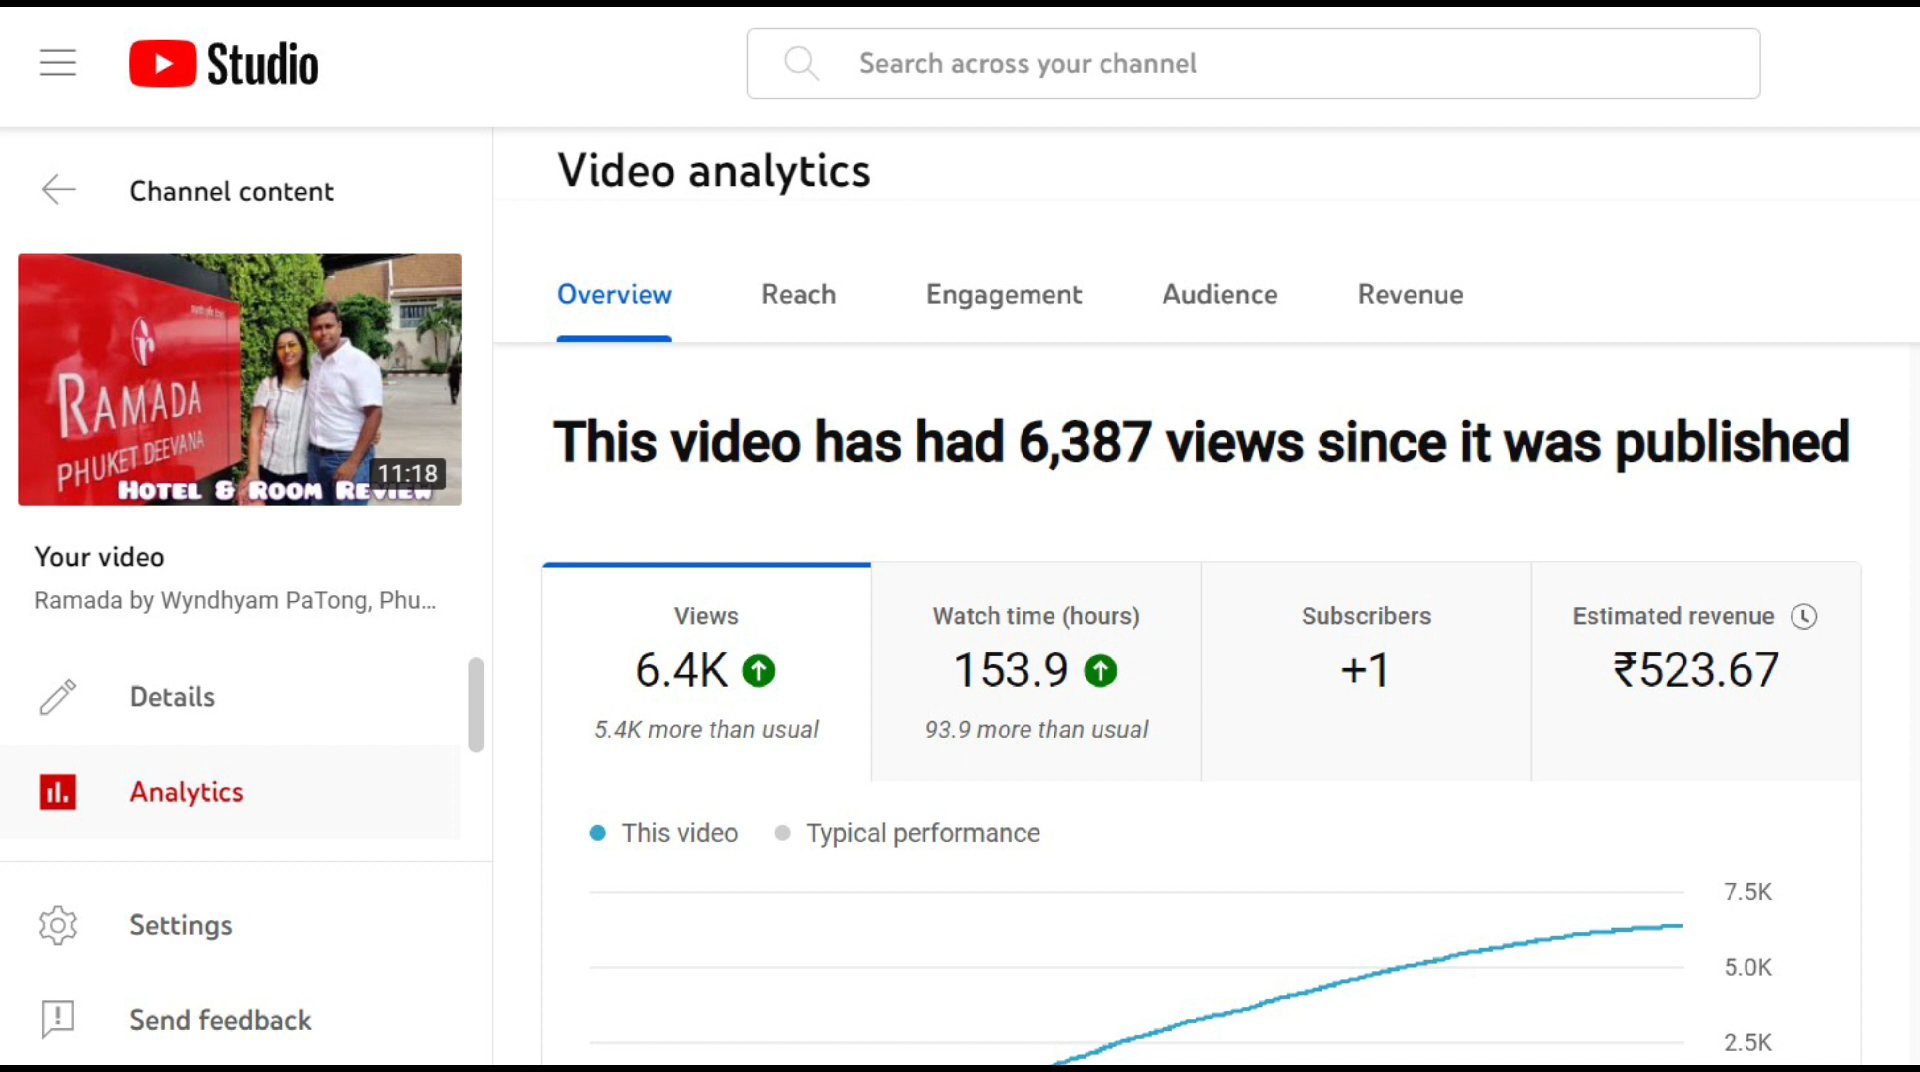 Studio
Search across your channel
Channel content
RAMADA
PHUKET DEEVANA
HOTEL & ROOM REVIEW
11:18
Your video
Ramada by Wyndhyam PaTong, Phu...
Details
Analytics
Settings
Send feedback
Video analytics
Overview Reach Engagement Audience Revenue
This video has had 6,387 views since it was published
Views
6.4K
5.4K more than usual
Watch time (hours)
153.9
93.9 more than usual
Subscribers
+1
Estimated revenue
₹523.67
This video Typical performance
7.5K
5.0K
2.5K